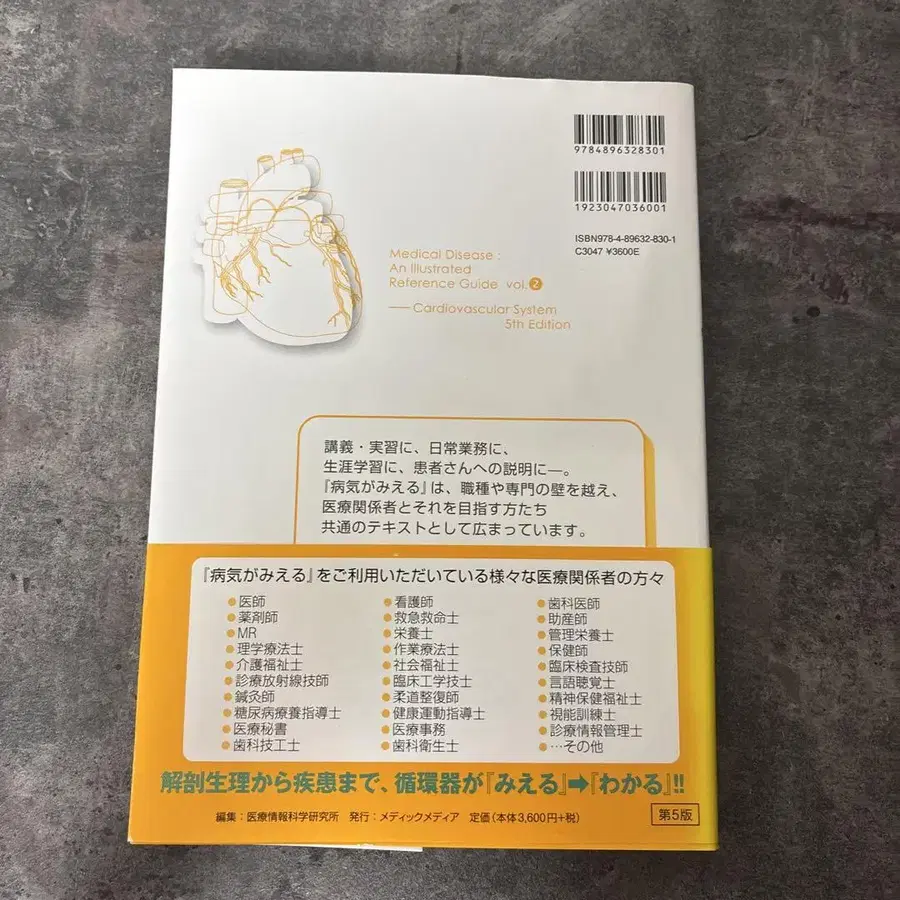 9784896328301
1923047036001
ISBN978-4-89632-830-1
C3047 ¥3600E
Medical Disease :
An Illustrated
Reference Guide vol.2
Cardiovascular System
5th Edition
講義・実習に、日常業務に、
生涯学習に、患者さんへの説明に―。
『病気がみえる』は、職種や専門の壁を越え、
医療関係者とそれを目指す方たち
共通のテキストとして広まっています。
『病気がみえる』をご利用いただいている様々な医療関係者の方々
●医師 ●看護師 ●歯科医師
●薬剤師 ●救急救命士 ●助産師
●MR ●栄養士 ●管理栄養士
●理学療法士 ●作業療法士 ●保健師
●介護福祉士 ●社会福祉士 ●臨床検査技師
●診療放射線技師 ●臨床工学技士 ●言語聴覚士
●鍼灸師 ●柔道整復師 ●精神保健福祉士
●糖尿病療養指導士 ●健康運動指導士 ●視能訓練士
●医療秘書 ●医療事務 ●診療情報管理士
●歯科技工士 ●歯科衛生士 ●…その他
解剖生理から疾患まで、循環器が『みえる』➡『わかる』!!
編集：医療情報科学研究所 発行：メディックメディア 定価（本体3,600円+税） 第5版